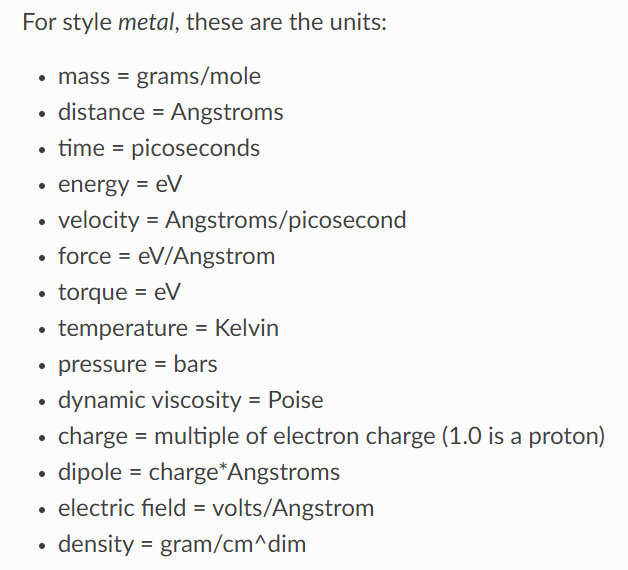 For style metal, these are the units:
• mass = grams/mole
• distance = Angstroms
• time = picoseconds
• energy = eV
• velocity = Angstroms/picosecond
• force = eV/Angstrom
• torque = eV
• temperature = Kelvin
• pressure = bars
• dynamic viscosity = Poise
• charge = multiple of electron charge (1.0 is a proton)
• dipole = charge*Angstroms
• electric field = volts/Angstrom
• density = gram/cm^dim